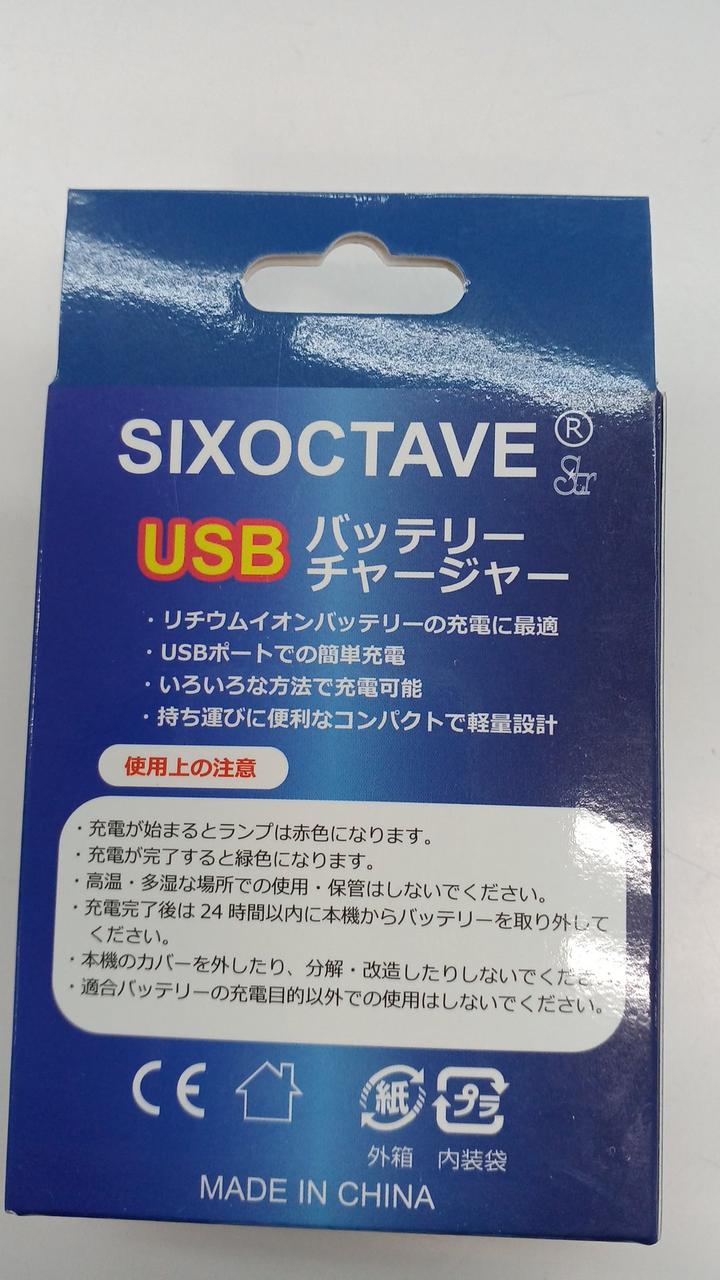 SIXOCTAVE®
Str
USB バッテリー
チャージャー
・リチウムイオンバッテリーの充電に最適
・USBポートでの簡単充電
・いろいろな方法で充電可能
・持ち運びに便利なコンパクトで軽量設計
使用上の注意
・充電が始まるとランプは赤色になります。
・充電が完了すると緑色になります。
・高温・多湿な場所での使用・保管はしないでください。
・充電完了後は 24 時間以内に本機からバッテリーを取り外して
ください。
・本機のカバーを外したり、分解・改造したりしないでください。
・適合バッテリーの充電目的以外での使用はしないでください。
CE 紙 プラ
外箱 内装袋
MADE IN CHINA